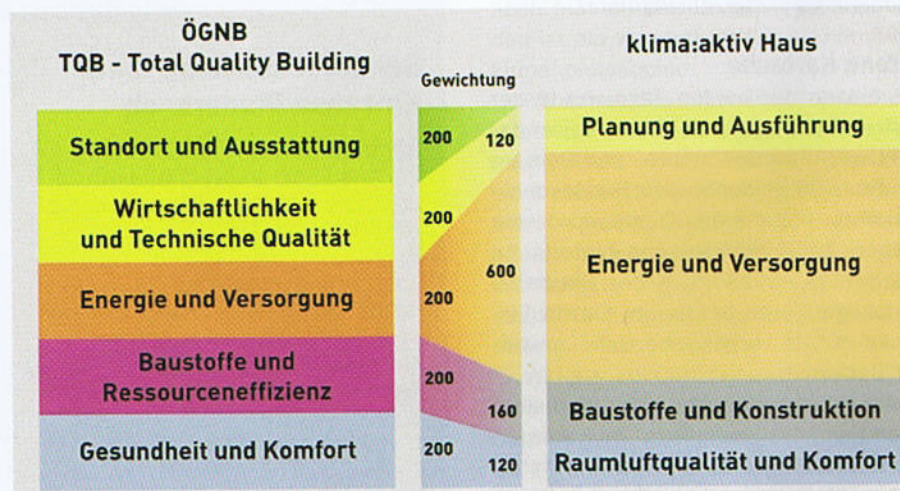 ÖGNB
TQB - Total Quality Building
Gewichtung
klima:aktiv Haus
Standort und Ausstattung
Wirtschaftlichkeit
und Technische Qualität
Energie und Versorgung
Baustoffe und
Ressourceneffizienz
Gesundheit und Komfort
200
200
200
200
200
120
600
160
120
Planung und Ausführung
Energie und Versorgung
Baustoffe und Konstruktion
Raumluftqualität und Komfort